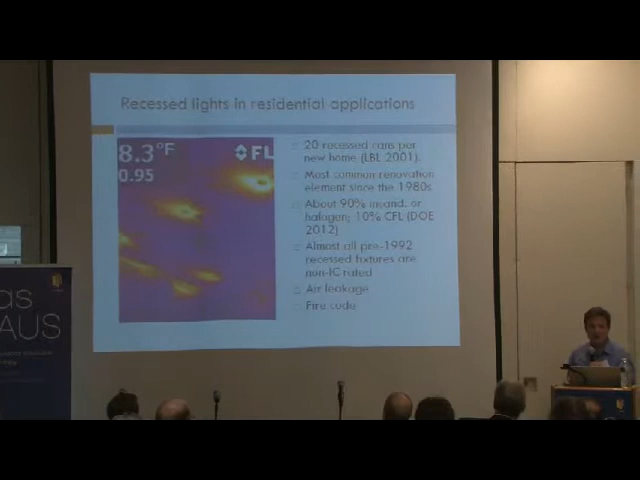 Recessed lights in residential applications
8.3°F
FL
0.95
20 recessed cans per
new home (LBL 2001).
Most common renovation
element since the 1980s
About 90% incand. or
halogen; 10% CFL (DOE
2012)
Almost all pre-1992
recessed fixtures are
non-IC rated
Air leakage
Fire code
as
AUS